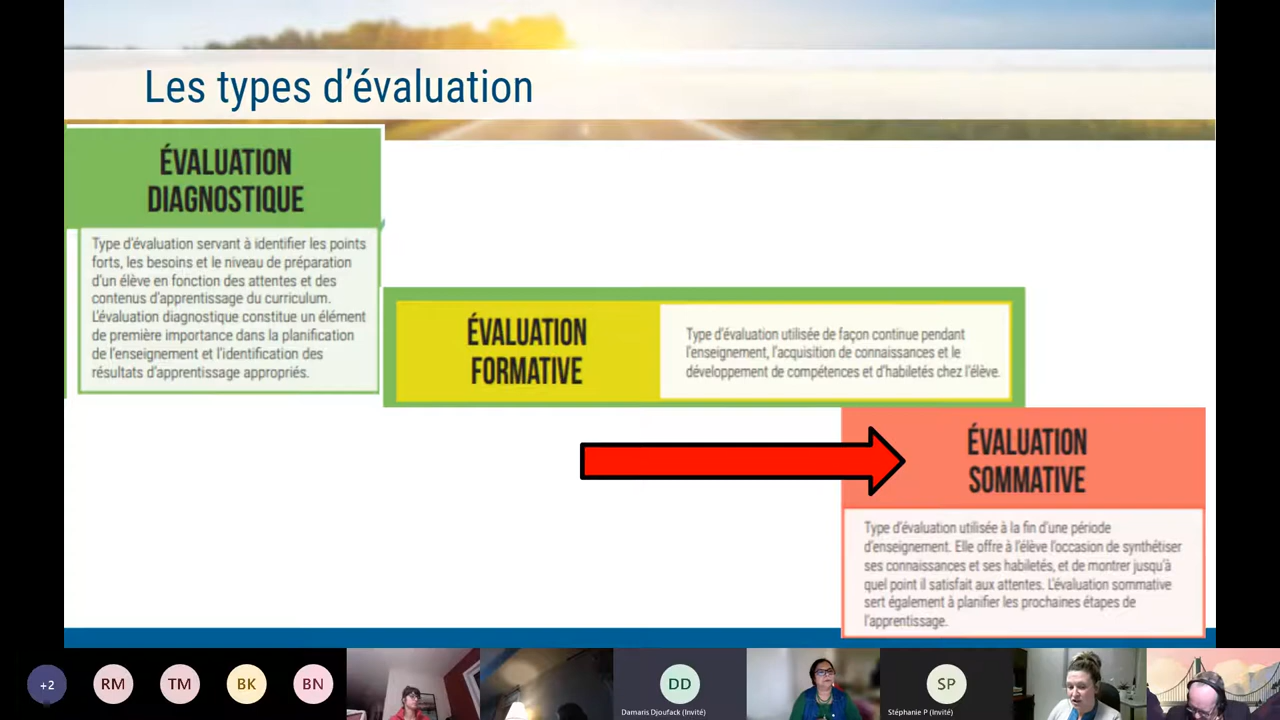 Les types d'évaluation
ÉVALUATION
DIAGNOSTIQUE
Type d'évaluation servant à identifier les points
forts, les besoins et le niveau de préparation
d'un élève en fonction des attentes et des
contenus d'apprentissage du curriculum.
L'évaluation diagnostique constitue un élément
de première importance dans la planification
de l'enseignement et l'identification des
résultats d'apprentissage appropriés.
ÉVALUATION
FORMATIVE
Type d'évaluation utilisée de façon continue pendant
l'enseignement, l'acquisition de connaissances et le
développement de compétences et d'habiletés chez l'élève.
ÉVALUATION
SOMMATIVE
Type d'évaluation utilisée à la fin d'une période
d'enseignement. Elle offre à l'élève l'occasion de synthétiser
ses connaissances et ses habiletés, et de montrer jusqu'à
quel point il satisfait aux attentes. L'évaluation sommative
sert également à planifier les prochaines étapes de
l'apprentissage.
+2
RM
TM
BK
BN
DD
Damaris Djoufack (Invité)
SP
Stéphanie P (Invité)